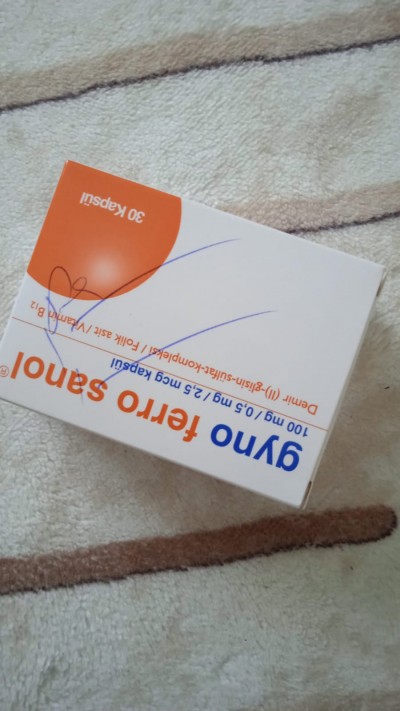 gyno ferro sanol®
100 mg / 0,5 mg / 2,5 mcg kapsül
Demir (II)-glisin-sülfat-kompleksi / Folik asit / Vitamin B12
30 Kapsül